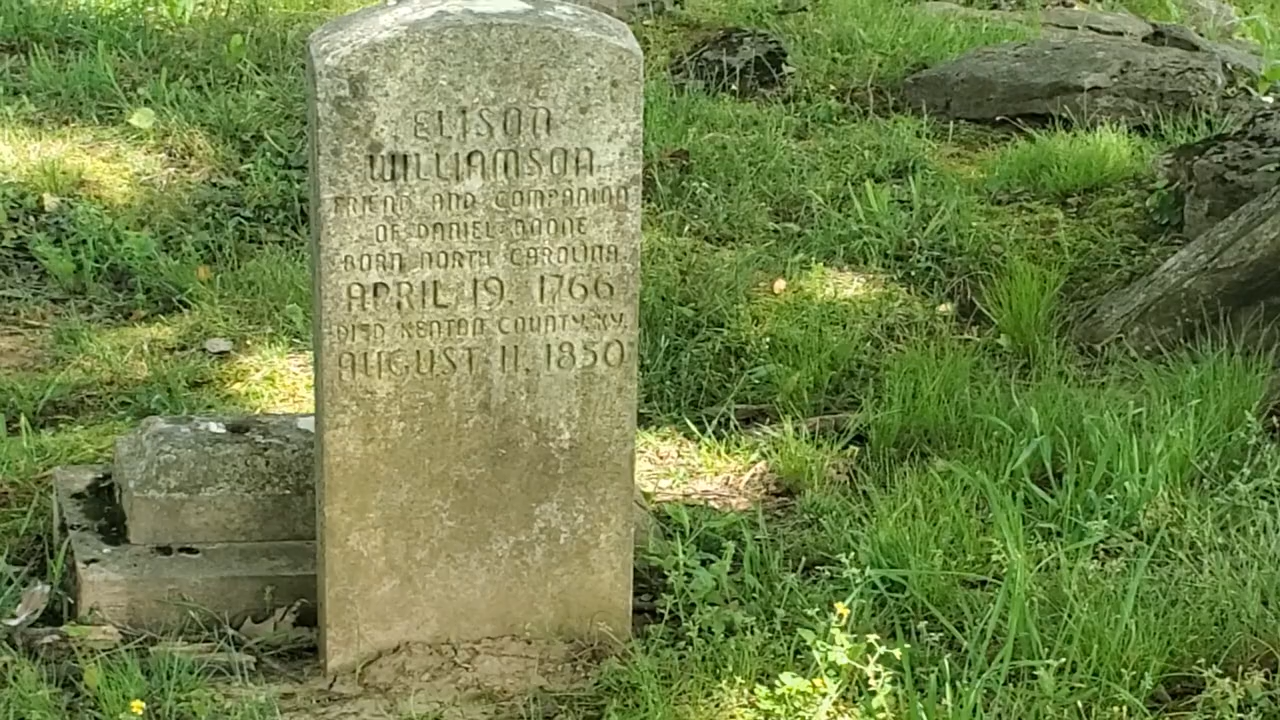 ELISON
WILLIAMSON
FRIEND AND COMPANION
OF DANIEL BOONE
BORN NORTH CAROLINA
APRIL 19, 1766
DIED KENTON COUNTY, KY.
AUGUST 11, 1850